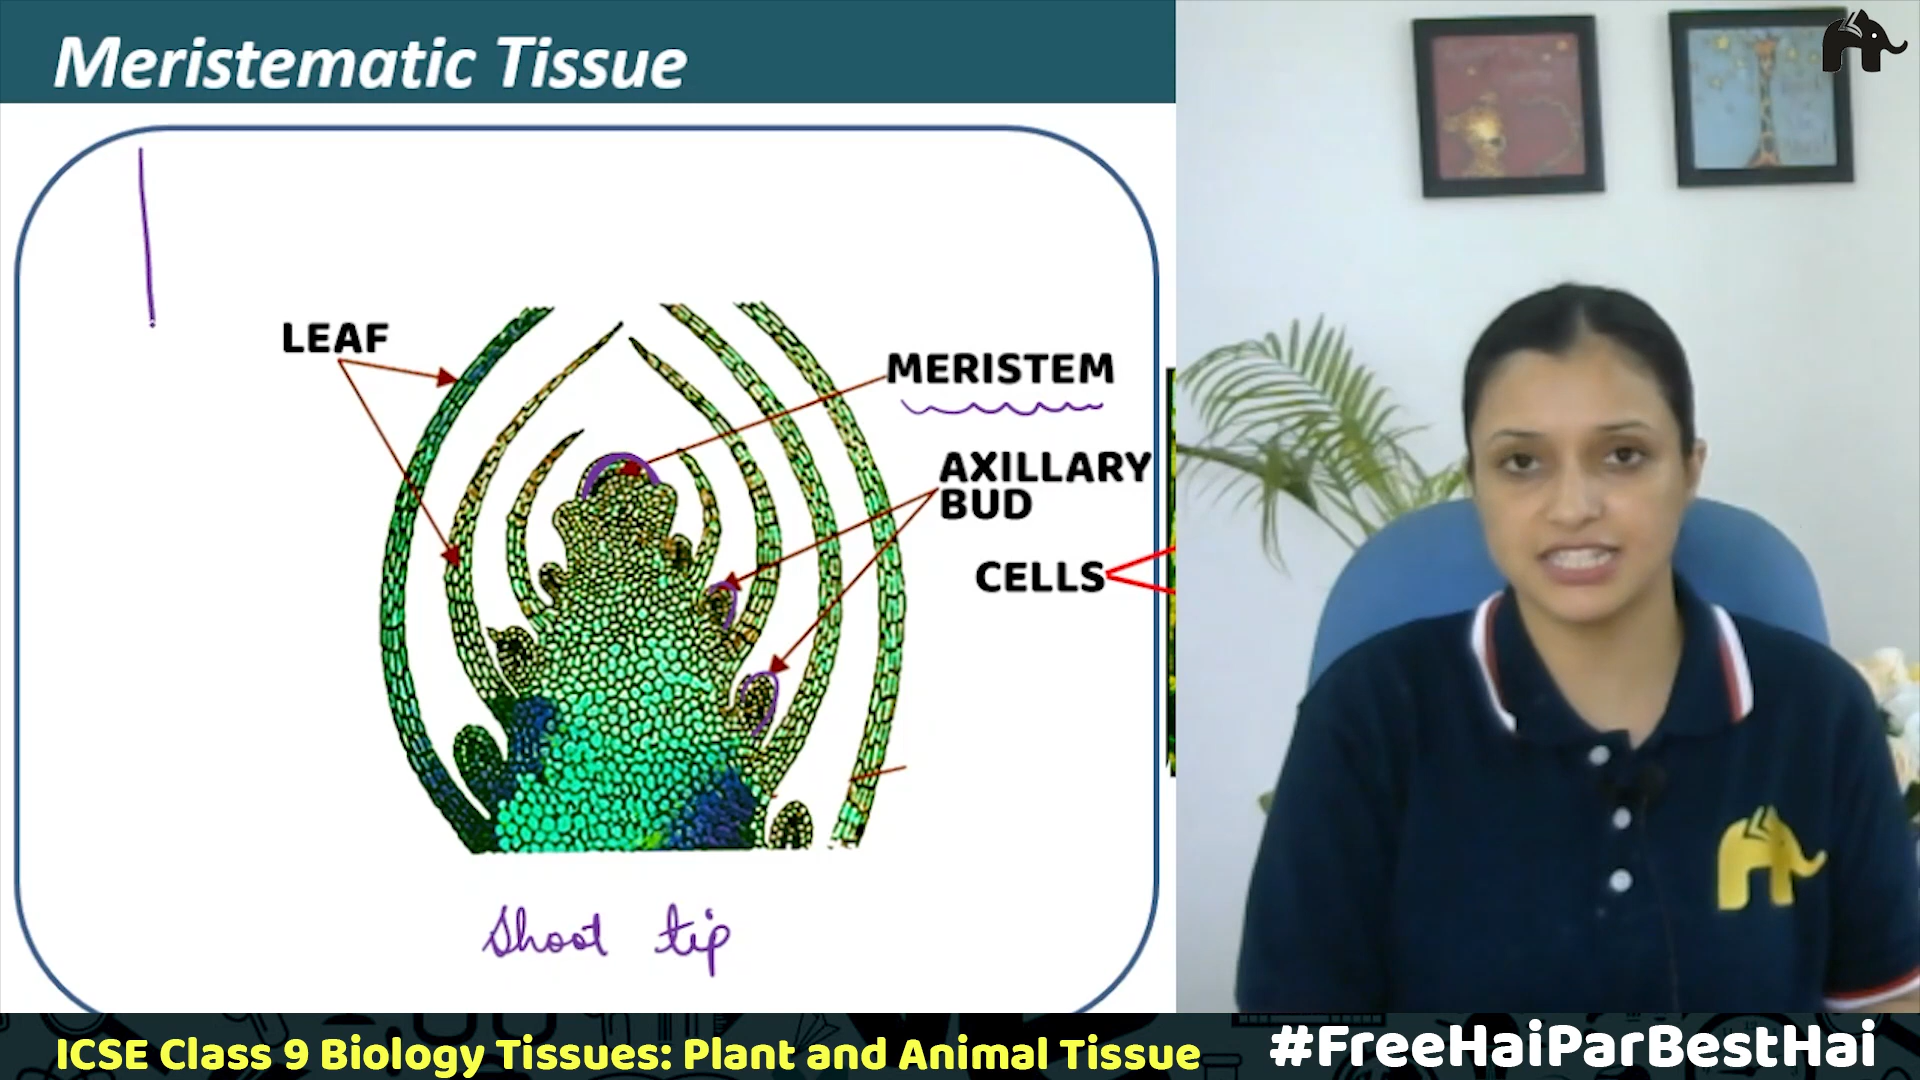 Meristematic Tissue
LEAF
MERISTEM
AXILLARY
BUD
CELLS
Shoot tip
ICSE Class 9 Biology Tissues: Plant and Animal Tissue
#FreeHaiParBestHai